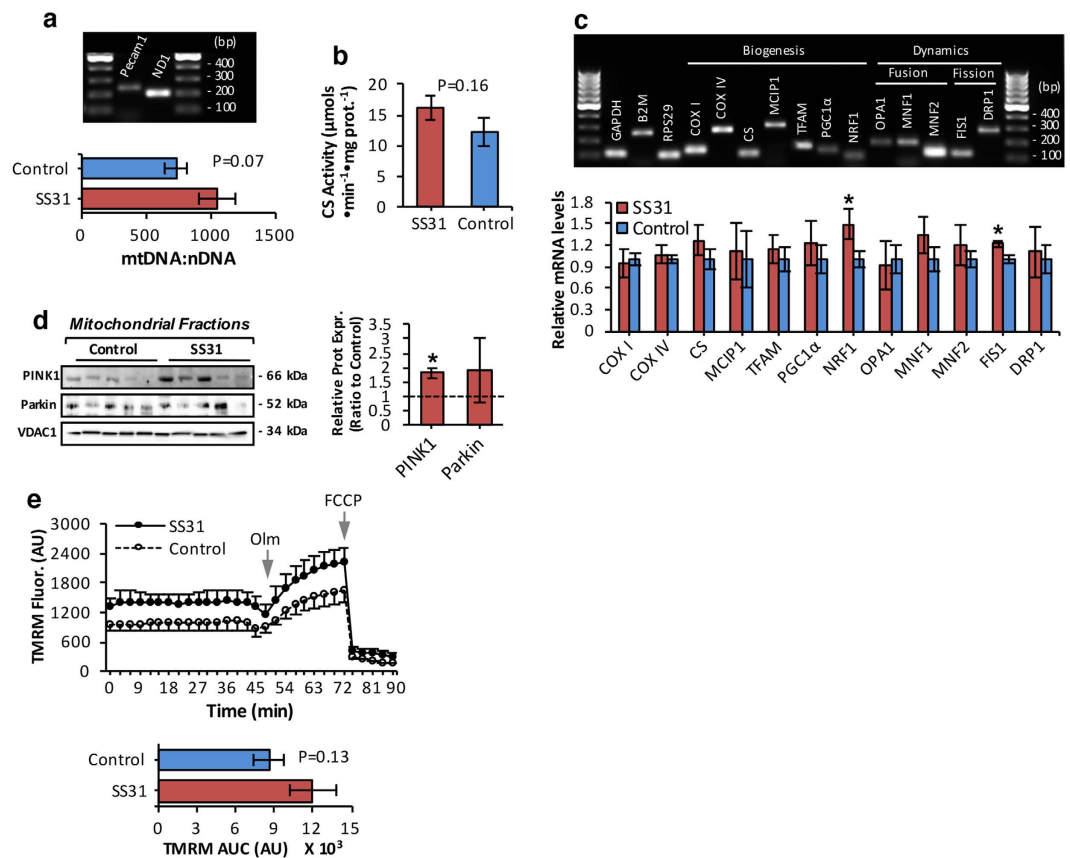 a
Pecam1
ND1
(bp)
- 400
- 300
- 200
- 100
Control
SS31
P=0.07
0
500
1000
1500
mtDNA:nDNA
b
CS Activity (µmols
•min⁻¹•mg prot.⁻¹)
20
15
10
5
0
P=0.16
SS31
Control
c
Biogenesis
Dynamics
Fusion
Fission
(bp)
GAPDH
B2M
RPS29
COX I
COX IV
CS
MCIP1
TFAM
PGC1α
NRF1
OPA1
MNF1
MNF2
FIS1
DRP1
- 400
- 300
- 200
- 100
Relative mRNA levels
1.8
1.5
1.2
0.9
0.6
0.3
0
SS31
Control
*
*
COX I
COX IV
CS
MCIP1
TFAM
PGC1α
NRF1
OPA1
MNF1
MNF2
FIS1
DRP1
d
Mitochondrial Fractions
Control
SS31
PINK1
- 66 kDa
Parkin
- 52 kDa
VDAC1
- 34 kDa
Relative Prot Expr.
(Ratio to Control)
3.5
3
2.5
2
1.5
1
0.5
0
*
PINK1
Parkin
e
TMRM Fluor. (AU)
3000
2400
1800
1200
600
0
SS31
Control
Olm
FCCP
0 9 18 27 36 45 54 63 72 81 90
Time (min)
Control
SS31
P=0.13
0 3 6 9 12 15
TMRM AUC (AU) X 10³